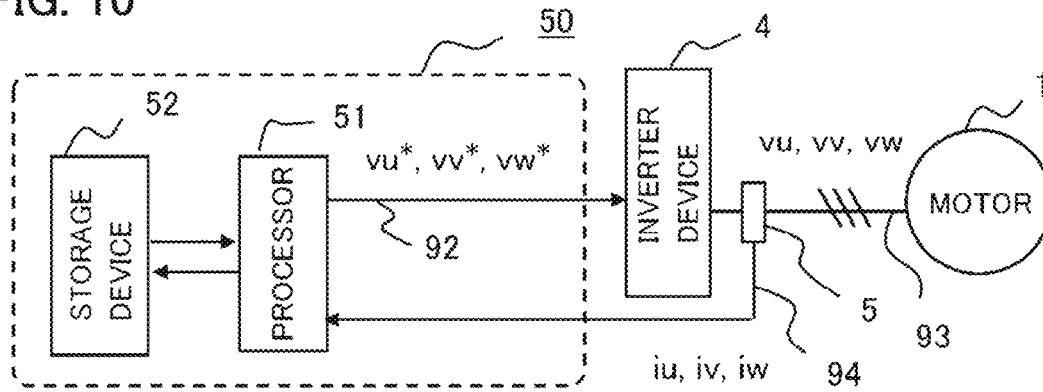 FIG. 10
50
4
1
52
51
vu*, vv*, vw*
vu, vv, vw
STORAGE
DEVICE
PROCESSOR
INVERTER
DEVICE
MOTOR
92
5
93
94
iu, iv, iw